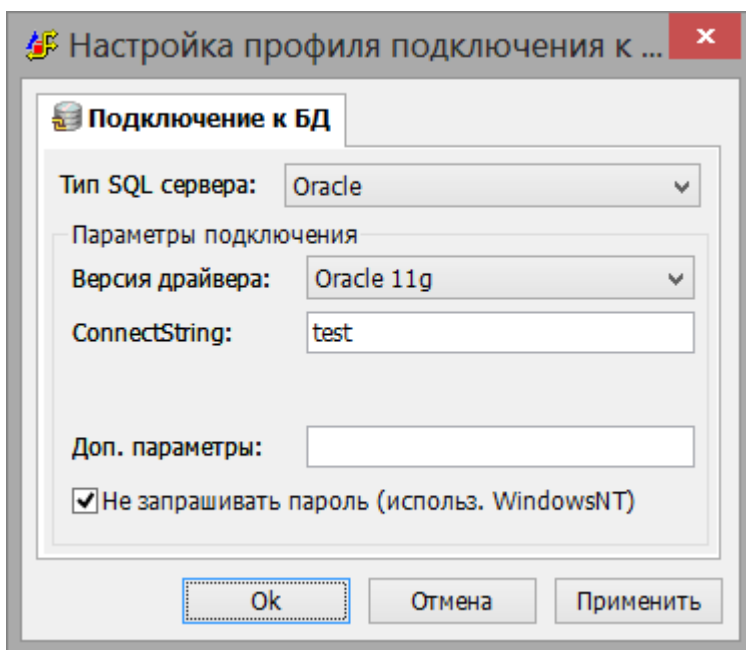 Настройка профиля подключения к ...
Подключение к БД
Тип SQL сервера: Oracle
Параметры подключения
Версия драйвера: Oracle 11g
ConnectString: test
Доп. параметры:
Не запрашивать пароль (использ. WindowsNT)
Ok Отмена Применить